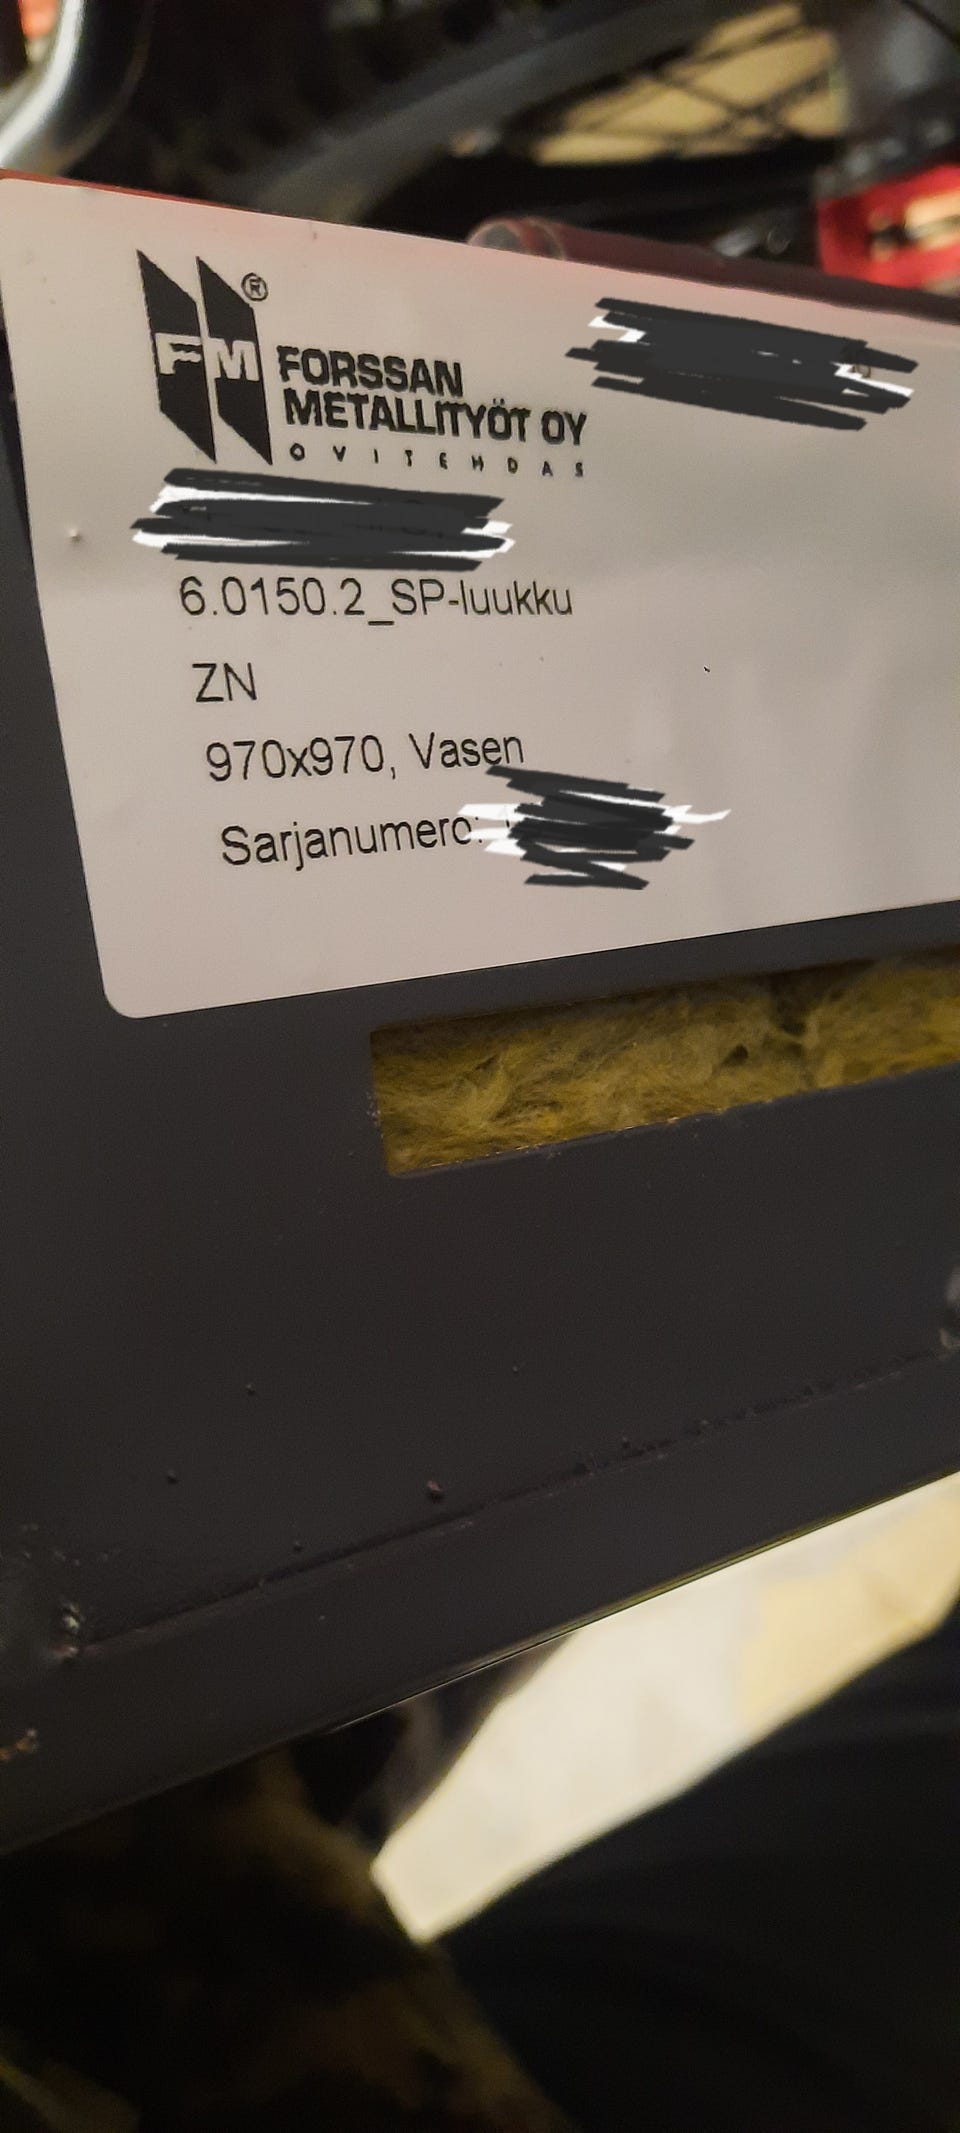 FM®
FORSSAN
METALLITYÖT OY
OVITEHDAS
6.0150.2_SP-luukku
ZN
970x970, Vasen
Sarjanumero: